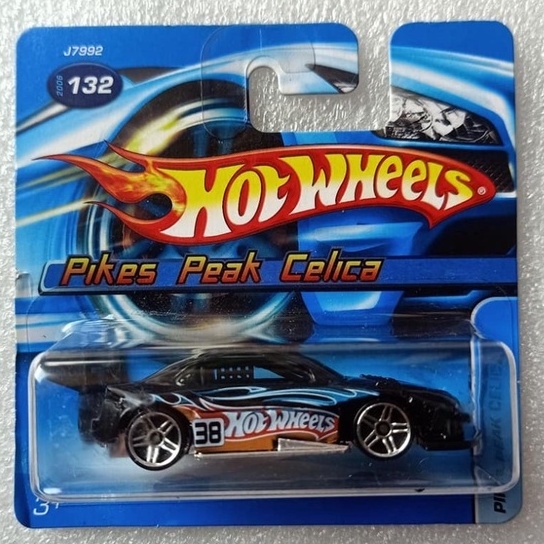 J7992
2006
132
HOT WHEELS
®
Pikes Peak Celica
38
HOT WHEELS
3+